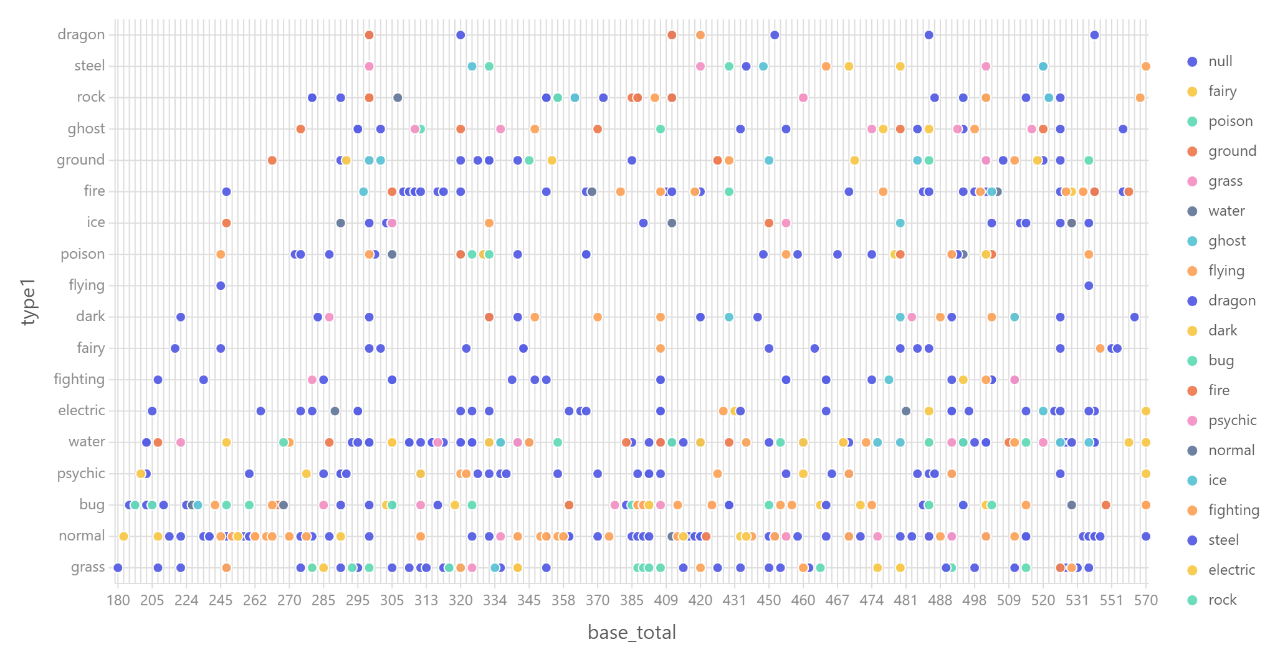 type1
dragon
steel
rock
ghost
ground
fire
ice
poison
flying
dark
fairy
fighting
electric
water
psychic
bug
normal
grass
180 205 224 245 262 270 285 295 305 313 320 334 345 358 370 385 409 420 431 450 460 467 474 481 488 498 509 520 531 551 570
base_total
null
fairy
poison
ground
grass
water
ghost
flying
dragon
dark
bug
fire
psychic
normal
ice
fighting
steel
electric
rock